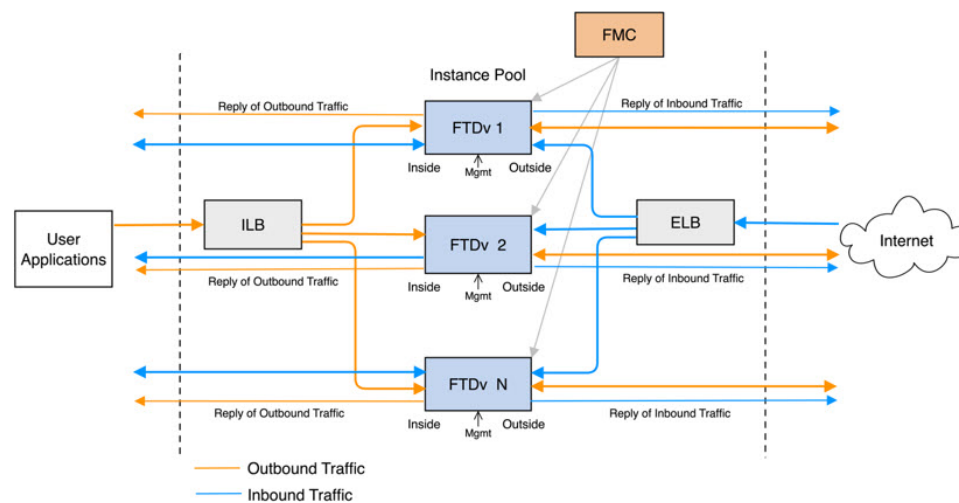 FMC
Instance Pool
Reply of Outbound Traffic
FTDv 1
Reply of Inbound Traffic
Inside
Mgmt
Outside
User
Applications
ILB
FTDv 2
ELB
Internet
Reply of Outbound Traffic
Reply of Inbound Traffic
Inside
Mgmt
Outside
FTDv N
Reply of Outbound Traffic
Inside
Mgmt
Outside
Reply of Inbound Traffic
Outbound Traffic
Inbound Traffic